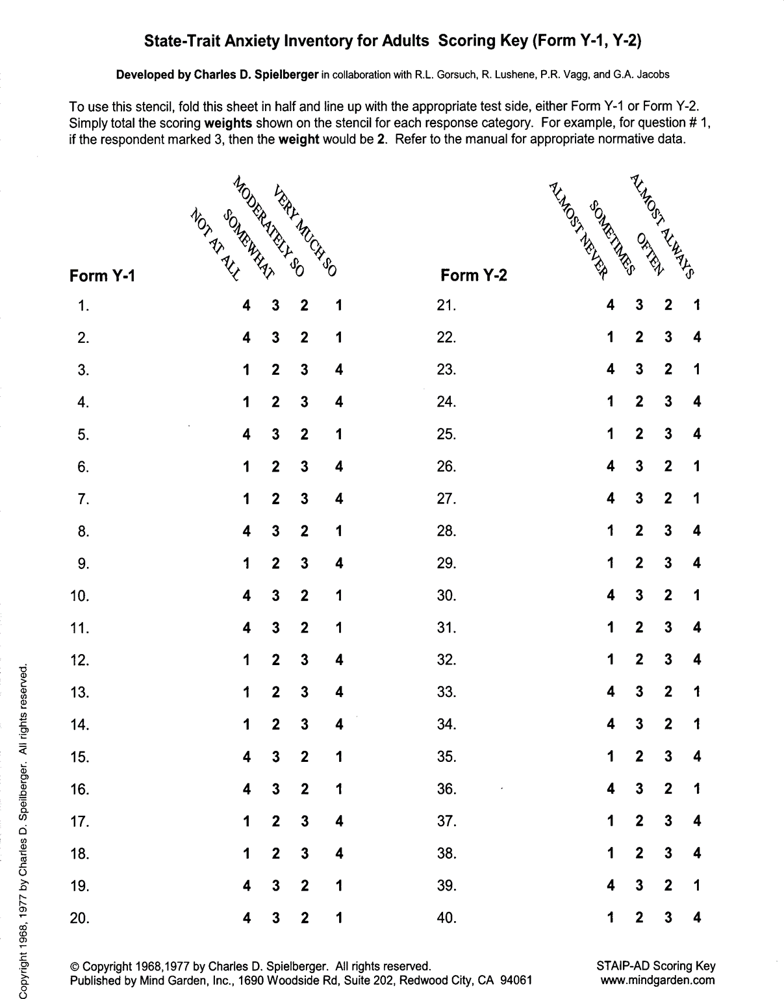 State-Trait Anxiety Inventory for Adults Scoring Key (Form Y-1, Y-2)
Developed by Charles D. Spielberger in collaboration with R.L. Gorsuch, R. Lushene, P.R. Vagg, and G.A. Jacobs
To use this stencil, fold this sheet in half and line up with the appropriate test side, either Form Y-1 or Form Y-2.
Simply total the scoring weights shown on the stencil for each response category. For example, for question # 1,
if the respondent marked 3, then the weight would be 2. Refer to the manual for appropriate normative data.
NOT AT ALL
SOMEWHAT
MODERATELY SO
VERY MUCH SO
ALMOST NEVER
SOMETIMES
OFTEN
ALMOST ALWAYS
Form Y-1 Form Y-2
1. 4 3 2 1 21. 4 3 2 1
2. 4 3 2 1 22. 1 2 3 4
3. 1 2 3 4 23. 4 3 2 1
4. 1 2 3 4 24. 1 2 3 4
5. 4 3 2 1 25. 1 2 3 4
6. 1 2 3 4 26. 4 3 2 1
7. 1 2 3 4 27. 4 3 2 1
8. 4 3 2 1 28. 1 2 3 4
9. 1 2 3 4 29. 1 2 3 4
10. 4 3 2 1 30. 4 3 2 1
11. 4 3 2 1 31. 1 2 3 4
12. 1 2 3 4 32. 1 2 3 4
13. 1 2 3 4 33. 4 3 2 1
14. 1 2 3 4 34. 4 3 2 1
15. 4 3 2 1 35. 1 2 3 4
16. 4 3 2 1 36. 4 3 2 1
17. 1 2 3 4 37. 1 2 3 4
18. 1 2 3 4 38. 1 2 3 4
19. 4 3 2 1 39. 4 3 2 1
20. 4 3 2 1 40. 1 2 3 4
© Copyright 1968,1977 by Charles D. Spielberger. All rights reserved. STAIP-AD Scoring Key
Published by Mind Garden, Inc., 1690 Woodside Rd, Suite 202, Redwood City, CA 94061 www.mindgarden.com
Copyright 1968, 1977 by Charles D. Speilberger. All rights reserved.